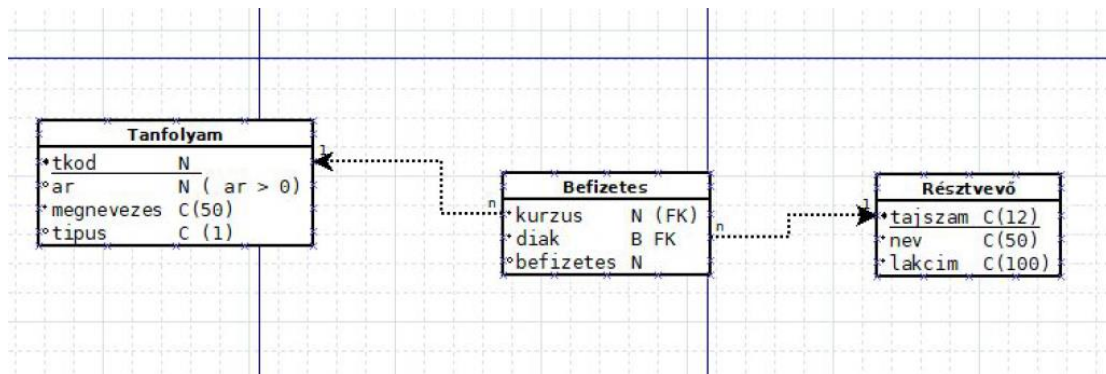 Tanfolyam
tkod N
ar N ( ar > 0)
megnevezes C(50)
tipus C (1)
1
n
Befizetes
kurzus N (FK)
diak B FK
befizetes N
n
1
Résztvevő
tajszam C(12)
nev C(50)
lakcim C(100)